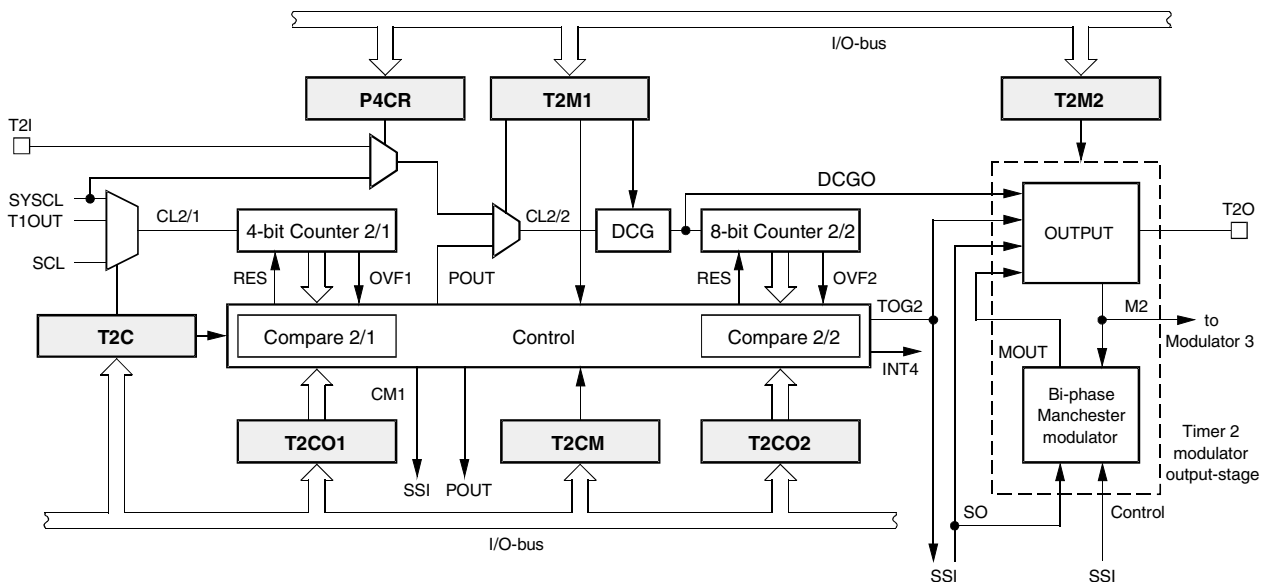 I/O-bus
P4CR
T2M1
T2M2
T2I
SYSCL
T1OUT
SCL
CL2/1
4-bit Counter 2/1
CL2/2
DCG
DCGO
8-bit Counter 2/2
OUTPUT
T2O
RES
OVF1
POUT
RES
OVF2
TOG2
M2
to
Modulator 3
T2C
Compare 2/1
Control
Compare 2/2
INT4
MOUT
CM1
Bi-phase
Manchester
modulator
Timer 2
modulator
output-stage
T2CO1
T2CM
T2CO2
SSI
POUT
SO
Control
I/O-bus
SSI
SSI